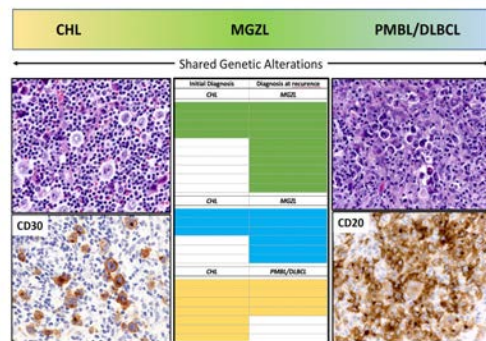 CHL MGZL PMBL/DLBCL
Shared Genetic Alterations
Initial Diagnosis Diagnosis at recurence
CHL MGZL
CHL MGZL
CHL PMBL/DLBCL
CD30
CD20